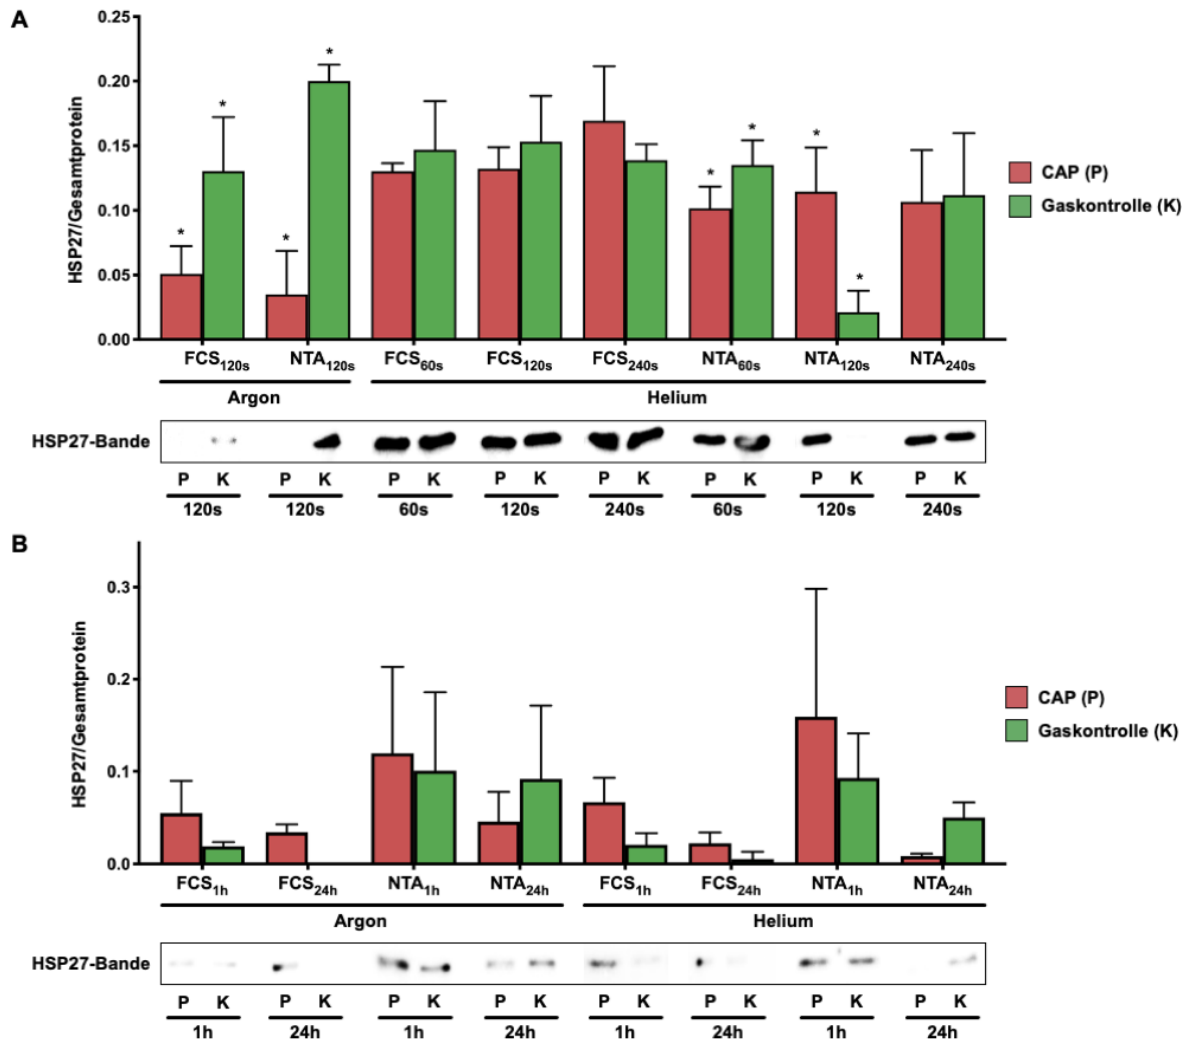 A
0.25
0.20
0.15
0.10
0.05
0.00
HSP27/Gesamtprotein
* * * * * * * *
CAP (P)
Gaskontrolle (K)
FCS120s NTA120s FCS60s FCS120s FCS240s NTA60s NTA120s NTA240s
Argon Helium
HSP27-Bande
P K P K P K P K P K P K P K P K
120s 120s 60s 120s 240s 60s 120s 240s
B
0.3
0.2
0.1
0.0
HSP27/Gesamtprotein
CAP (P)
Gaskontrolle (K)
FCS1h FCS24h NTA1h NTA24h FCS1h FCS24h NTA1h NTA24h
Argon Helium
HSP27-Bande
P K P K P K P K P K P K P K P K
1h 24h 1h 24h 1h 24h 1h 24h